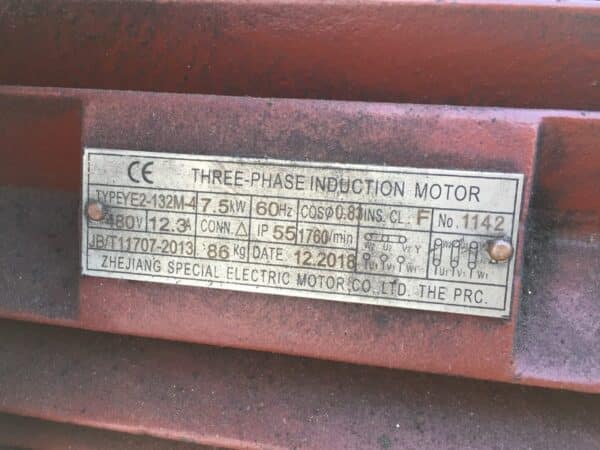 CE THREE-PHASE INDUCTION MOTOR
TYPE YE2-132M-4 7.5 kW 60Hz COSφ 0.83 INS. CL. F No. 1142
480V 12.3A CONN. △ IP 55 1760/min
JB/T11707-2013 86 Kg DATE 12.2018
ZHEJIANG SPECIAL ELECTRIC MOTOR CO., LTD. THE PRC.